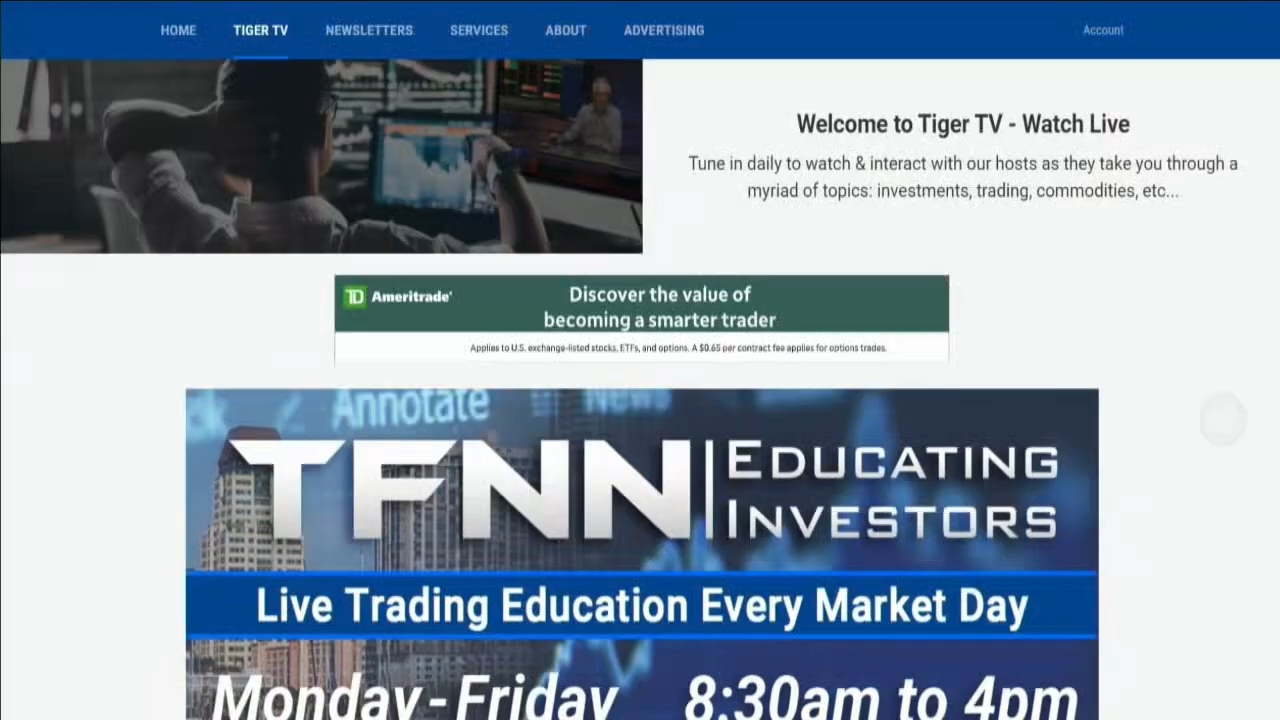 HOME TIGER TV NEWSLETTERS SERVICES ABOUT ADVERTISING Account
Welcome to Tiger TV - Watch Live
Tune in daily to watch & interact with our hosts as they take you through a
myriad of topics: investments, trading, commodities, etc...
TD Ameritrade
Discover the value of
becoming a smarter trader
Applies to U.S. exchange-listed stocks, ETFs, and options. A $0.65 per contract fee applies for options trades.
Annotate News
TFNN EDUCATING
INVESTORS
Live Trading Education Every Market Day
Monday - Friday 8:30am to 4pm